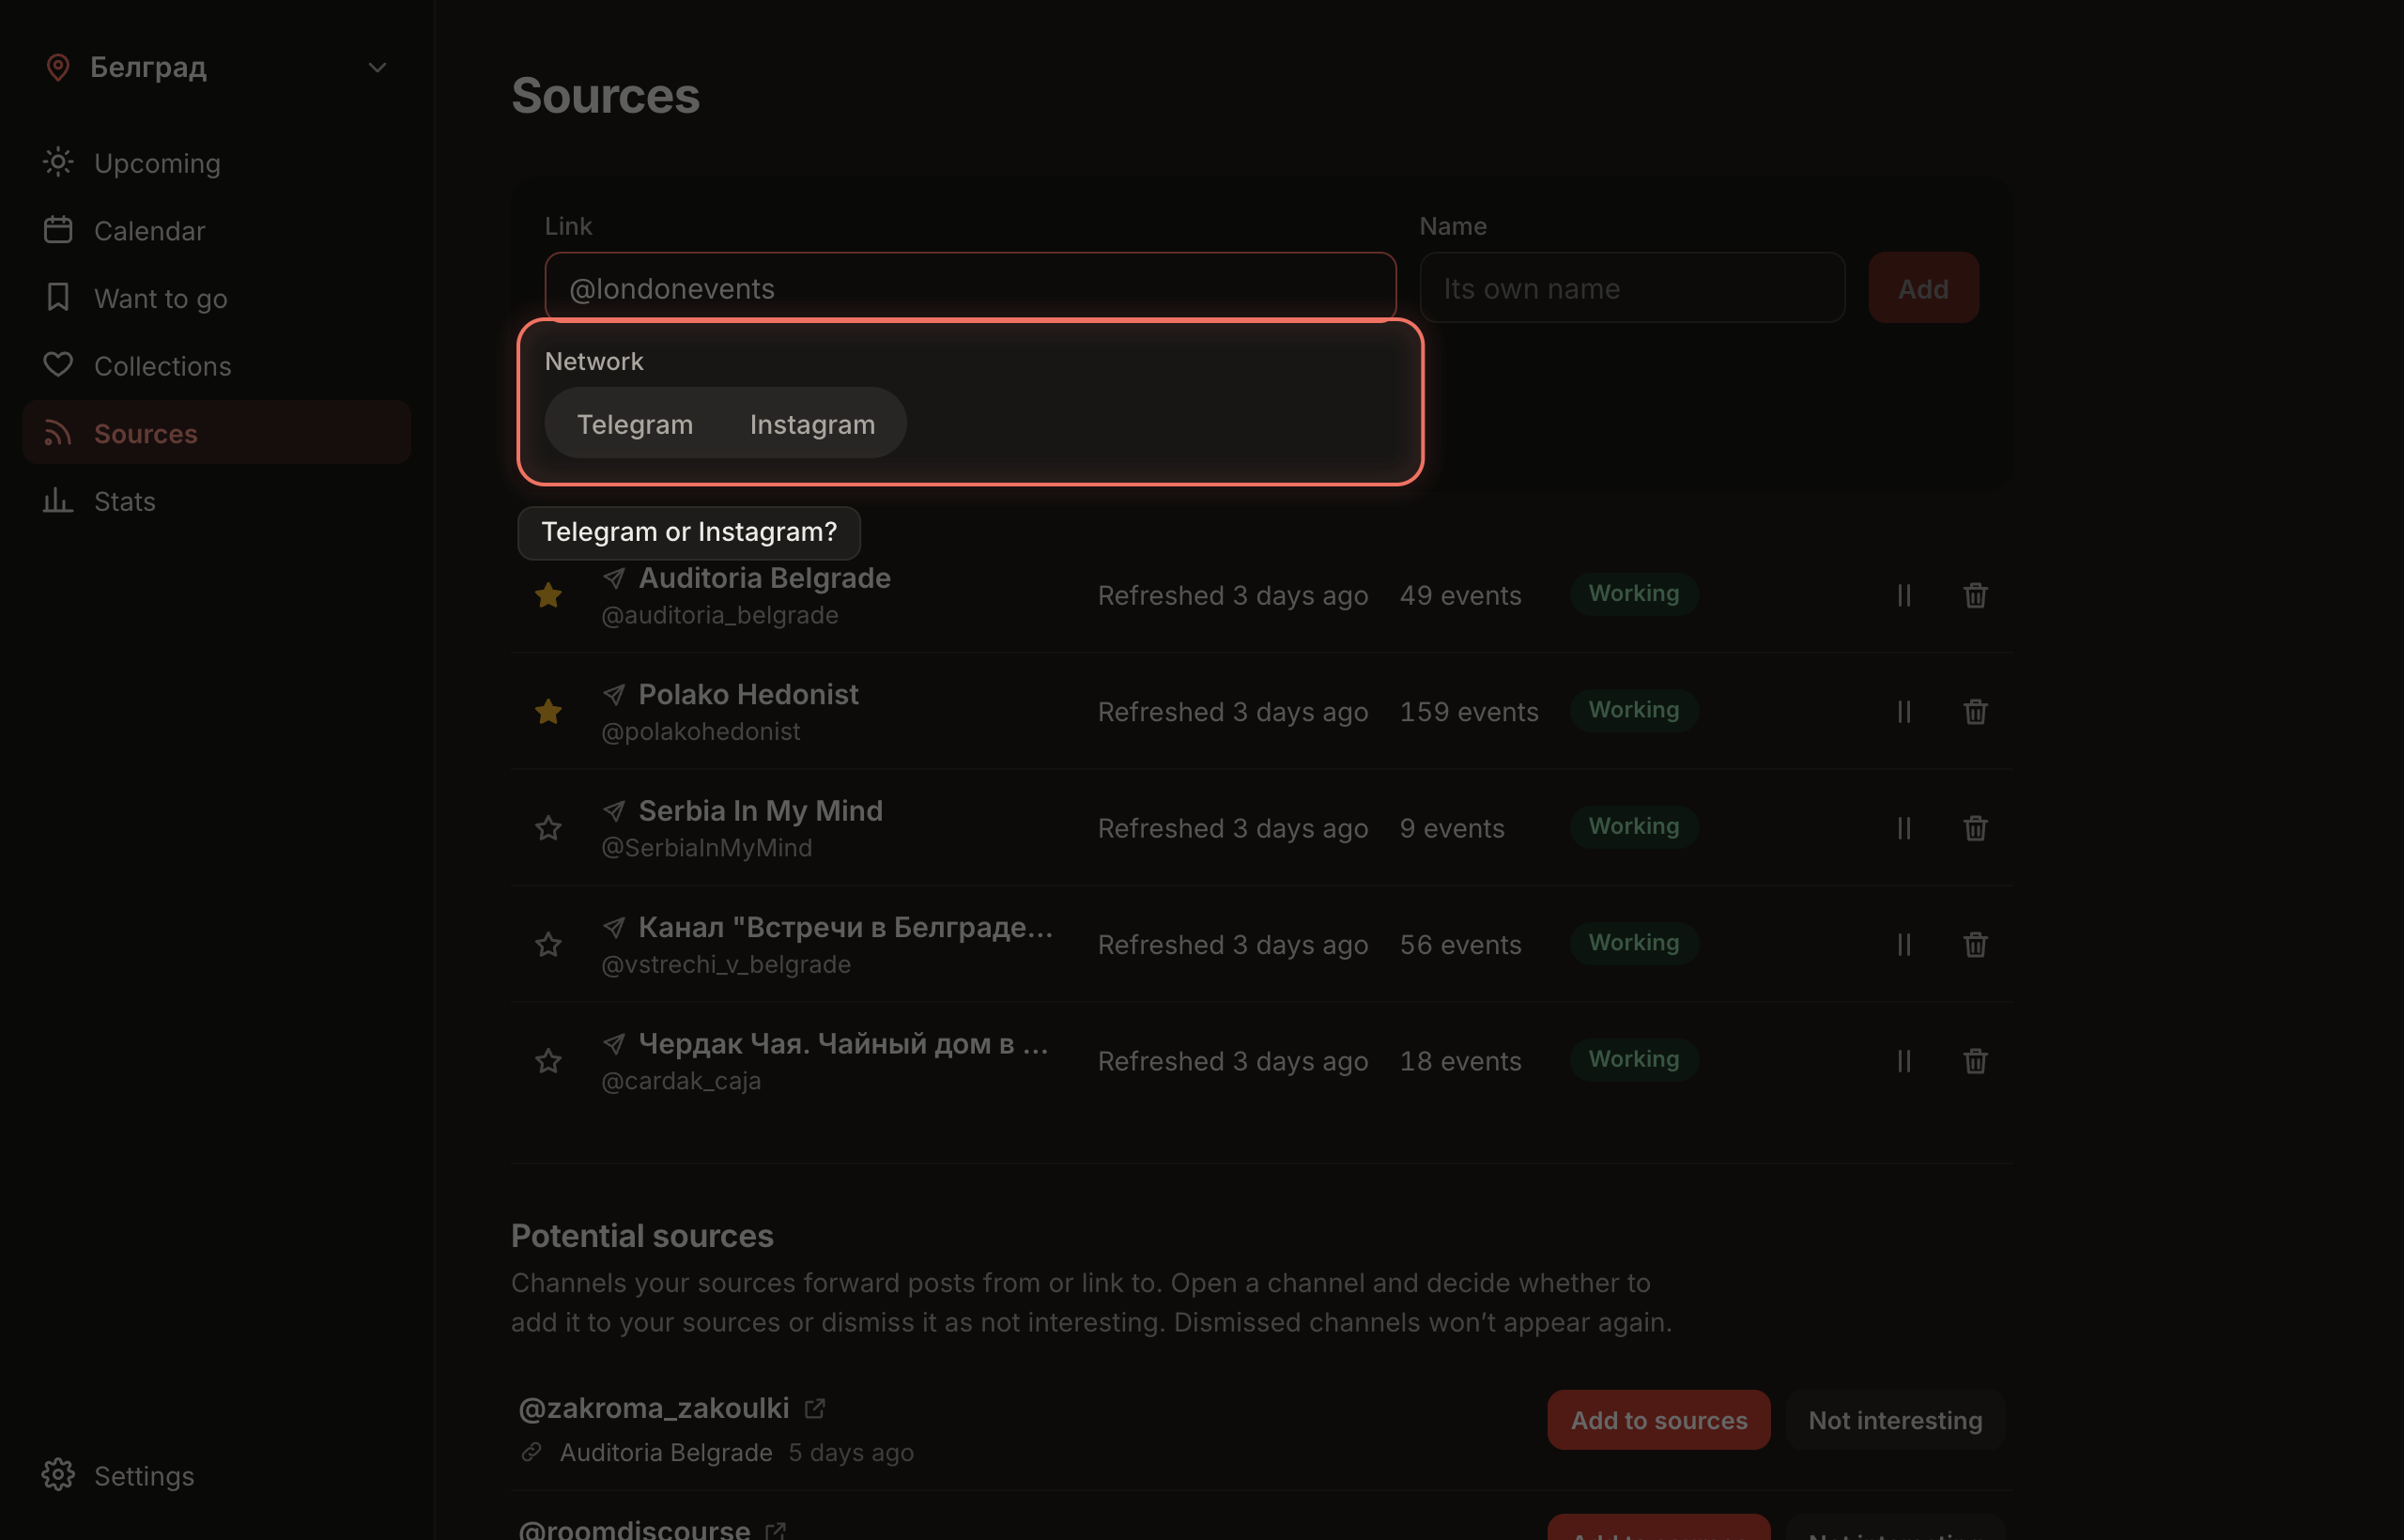 Белград
Upcoming
Calendar
Want to go
Collections
Sources
Stats
Settings
Sources
Link
Name
@londonevents
Its own name
Add
Network
Telegram
Instagram
Telegram or Instagram?
Auditoria Belgrade
@auditoria_belgrade
Refreshed 3 days ago
49 events
Working
Polako Hedonist
@polakohedonist
Refreshed 3 days ago
159 events
Working
Serbia In My Mind
@SerbiaInMyMind
Refreshed 3 days ago
9 events
Working
Канал "Встречи в Белграде...
@vstrechi_v_belgrade
Refreshed 3 days ago
56 events
Working
Чердак Чая. Чайный дом в ...
@cardak_caja
Refreshed 3 days ago
18 events
Working
Potential sources
Channels your sources forward posts from or link to. Open a channel and decide whether to
add it to your sources or dismiss it as not interesting. Dismissed channels won’t appear again.
@zakroma_zakoulki
Auditoria Belgrade 5 days ago
Add to sources
Not interesting
@roomdiscourse
Add to sources
Not interesting